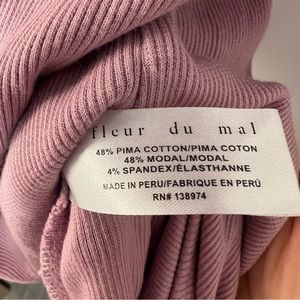 fleur du mal
48% PIMA COTTON/PIMA COTON
48% MODAL/MODAL
4% SPANDEX/ÉLASTHANNE
MADE IN PERU/FABRIQUE EN PERÚ
RN# 138974